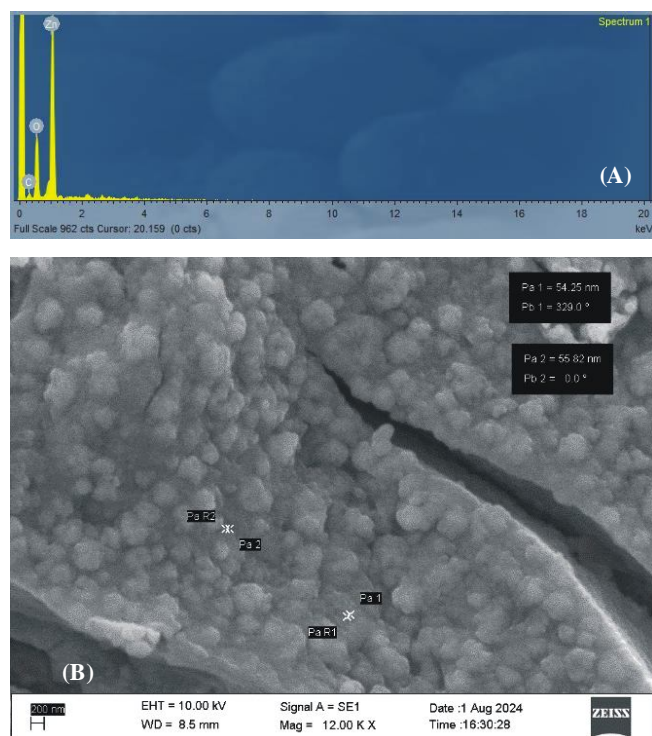 Spectrum 1
Zn
O
C
(A)
0 2 4 6 8 10 12 14 16 18 20
Full Scale 962 cts Cursor: 20.159 (0 cts) keV
Pa 1 = 54.25 nm
Pb 1 = 329.0 °
Pa 2 = 55.82 nm
Pb 2 = 0.0 °
Pa R2
Pa 2
Pa 1
Pa R1
(B)
200 nm
EHT = 10.00 kV
WD = 8.5 mm
Signal A = SE1
Mag = 12.00 K X
Date :1 Aug 2024
Time :16:30:28
ZEISS